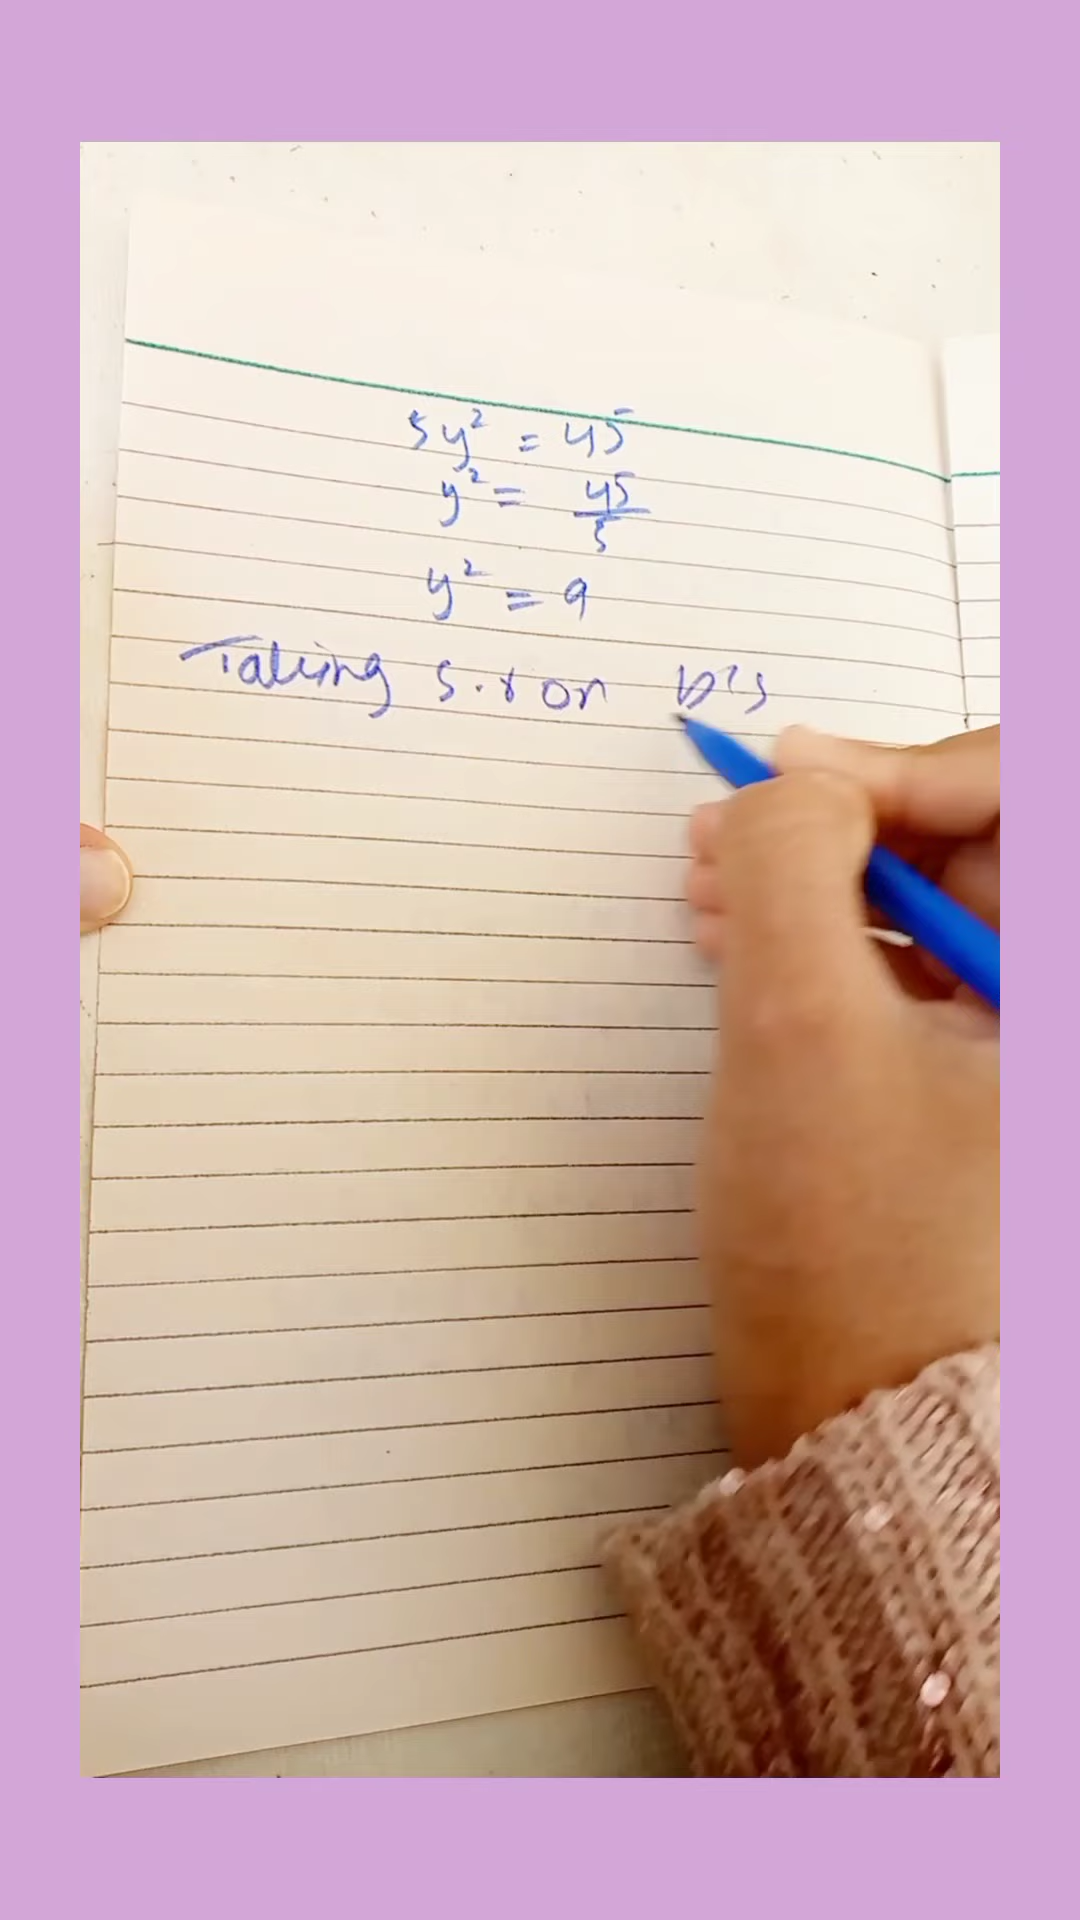 5y² = 45
y² = 45/5
y² = 9
Taking s.r on b?s